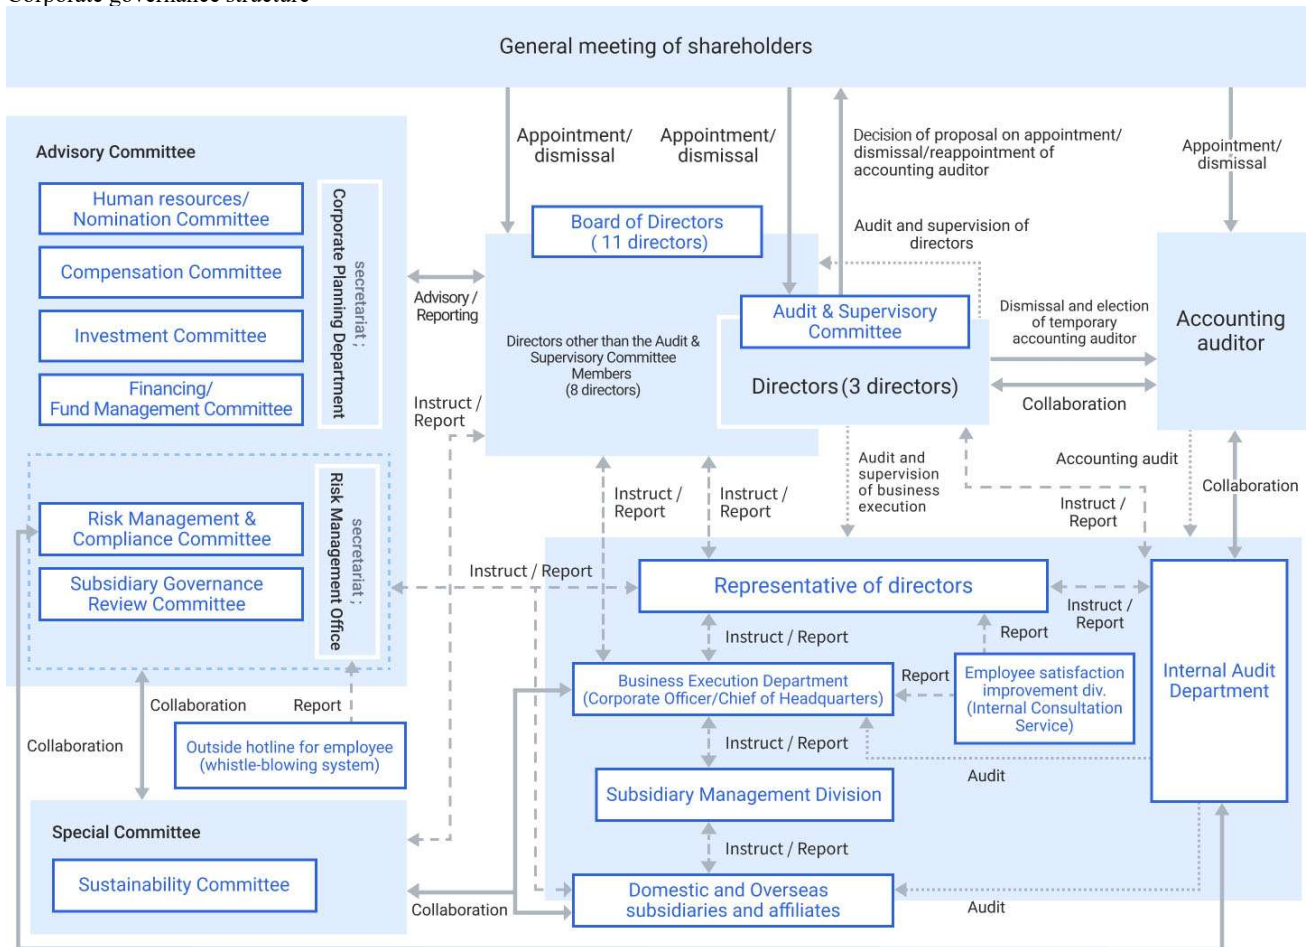 Corporate governance structure
General meeting of shareholders
Advisory Committee
Human resources/
Nomination Committee
Compensation Committee
Investment Committee
Financing/
Fund Management Committee
secretariat ;
Corporate Planning Department
Risk Management &
Compliance Committee
Subsidiary Governance
Review Committee
secretariat ;
Risk Management Office
Appointment/
dismissal
Appointment/
dismissal
Decision of proposal on appointment/
dismissal/reappointment of
accounting auditor
Appointment/
dismissal
Board of Directors
( 11 directors)
Audit and supervision of
directors
Advisory /
Reporting
Directors other than the Audit &
Supervisory Committee
Members
(8 directors)
Audit & Supervisory
Committee
Directors (3 directors)
Dismissal and election
of temporary
accounting auditor
Collaboration
Accounting
auditor
Instruct /
Report
Instruct /
Report
Instruct /
Report
Audit and
supervision
of business
execution
Accounting audit
Instruct /
Report
Collaboration
Instruct / Report
Representative of directors
Instruct /
Report
Instruct / Report
Report
Business Execution Department
(Corporate Officer/Chief of Headquarters)
Report
Employee satisfaction
improvement div.
(Internal Consultation
Service)
Internal Audit
Department
Instruct / Report
Audit
Subsidiary Management Division
Instruct / Report
Domestic and Overseas
subsidiaries and affiliates
Audit
Collaboration
Report
Collaboration
Outside hotline for employee
(whistle-blowing system)
Special Committee
Sustainability Committee
Collaboration